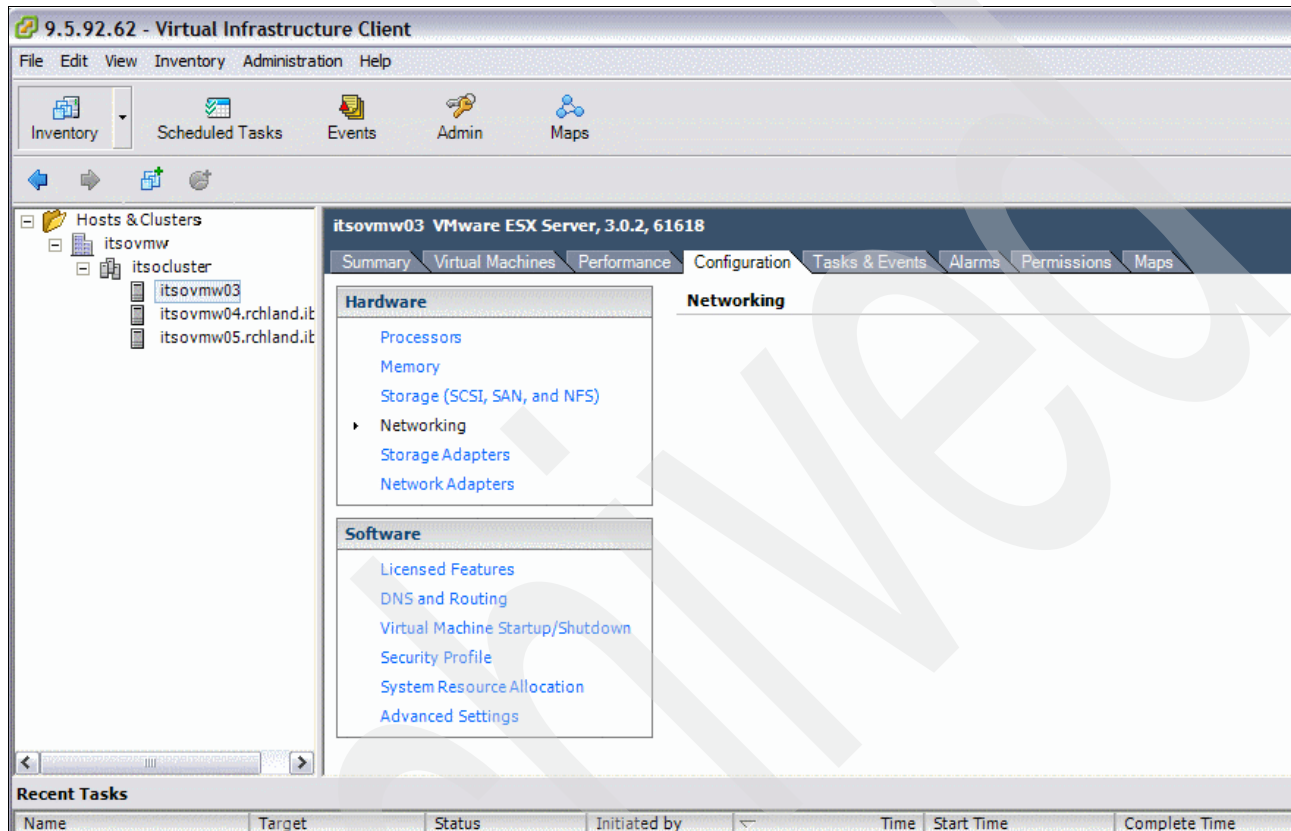 9.5.92.62 - Virtual Infrastructure Client
File Edit View Inventory Administration Help
Inventory Scheduled Tasks Events Admin Maps
Hosts & Clusters
itsovmw
itsocluster
itsovmw03
itsovmw04.rchland.ib
itsovmw05.rchland.ib
itsovmw03 VMware ESX Server, 3.0.2, 61618
Summary Virtual Machines Performance Configuration Tasks & Events Alarms Permissions Maps
Hardware
Processors
Memory
Storage (SCSI, SAN, and NFS)
Networking
Storage Adapters
Network Adapters
Software
Licensed Features
DNS and Routing
Virtual Machine Startup/Shutdown
Security Profile
System Resource Allocation
Advanced Settings
Networking
Recent Tasks
Name Target Status Initiated by Time Start Time Complete Time